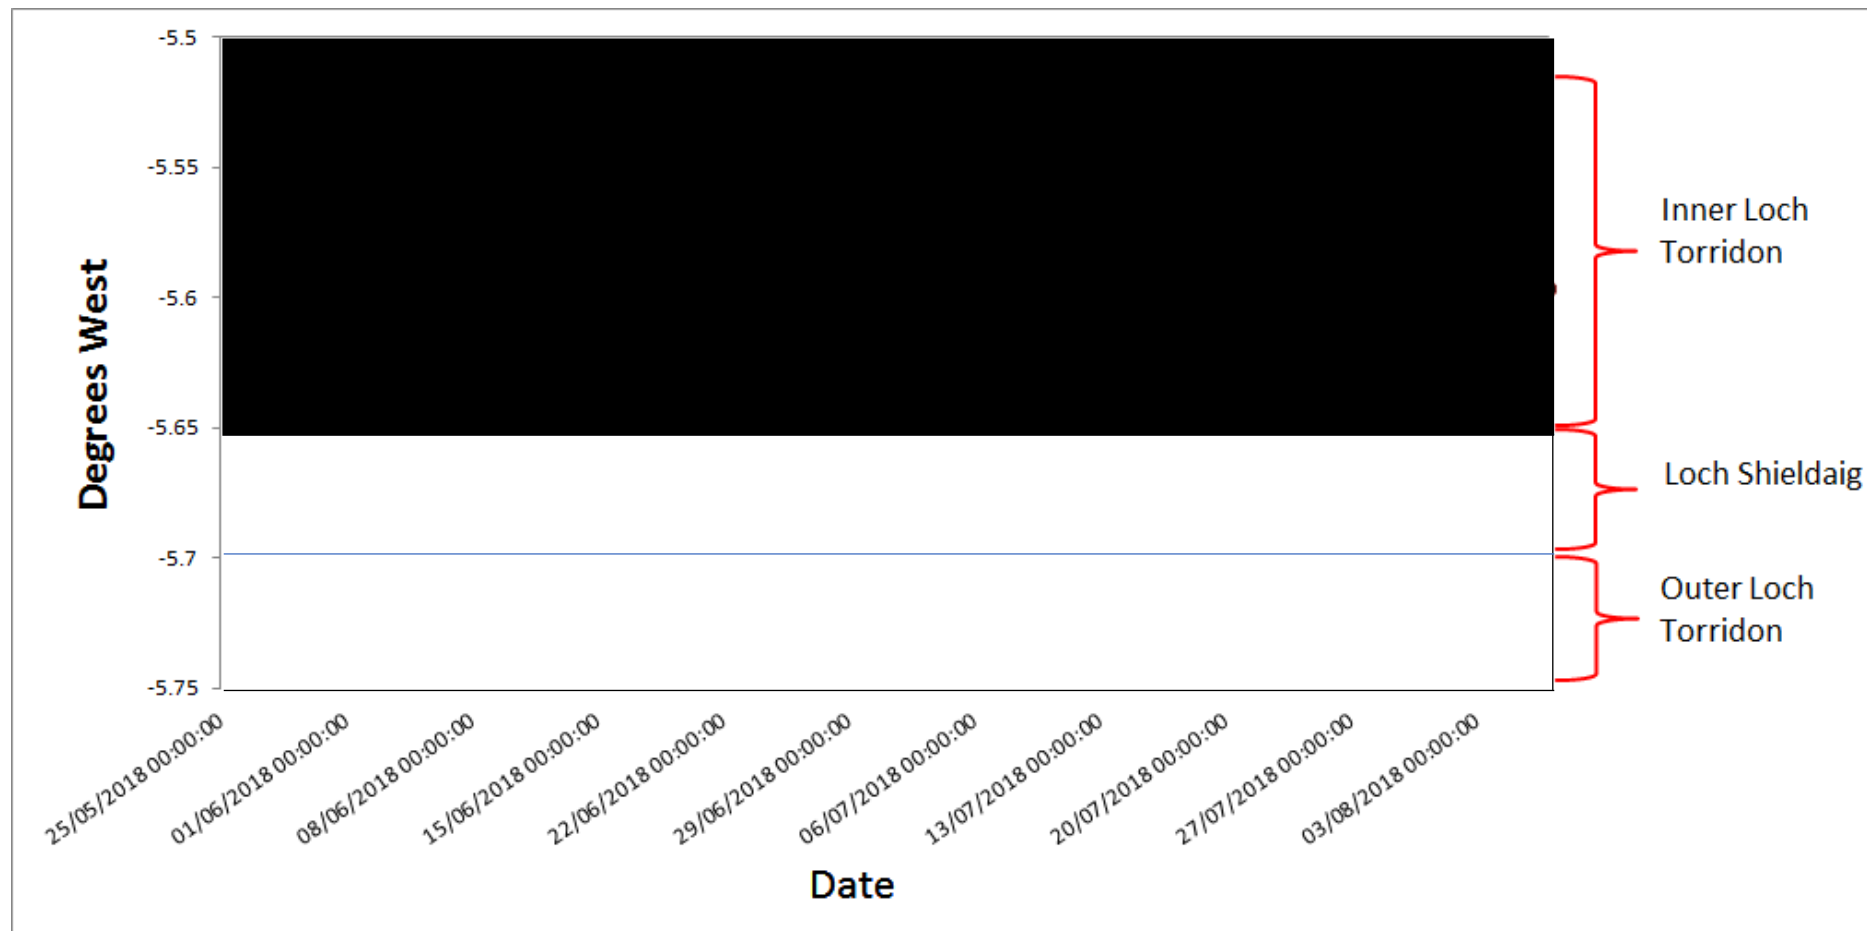 -5.5
-5.55
-5.6
-5.65
-5.7
-5.75
Degrees West
Inner Loch
Torridon
Loch Shieldaig
Outer Loch
Torridon
25/05/2018 00:00:00
01/06/2018 00:00:00
08/06/2018 00:00:00
15/06/2018 00:00:00
22/06/2018 00:00:00
29/06/2018 00:00:00
06/07/2018 00:00:00
13/07/2018 00:00:00
20/07/2018 00:00:00
27/07/2018 00:00:00
03/08/2018 00:00:00
Date